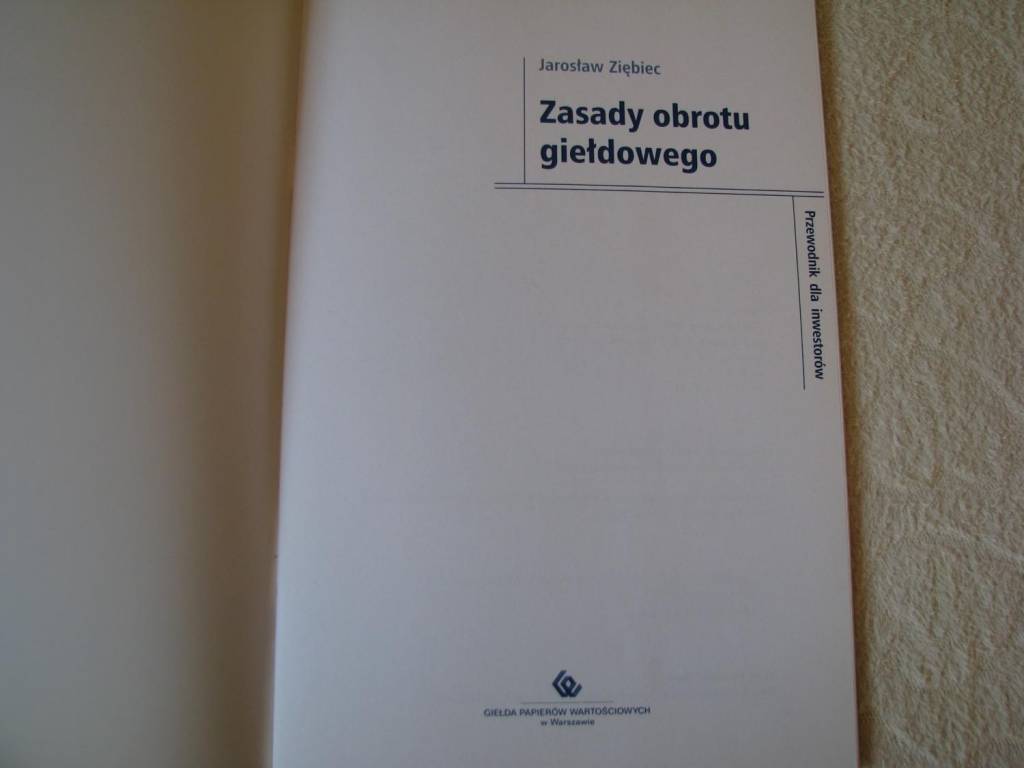 Jarosław Ziębiec
Zasady obrotu
giełdowego
Przewodnik dla inwestorów
GIEŁDA PAPIERÓW WARTOŚCIOWYCH
w Warszawie